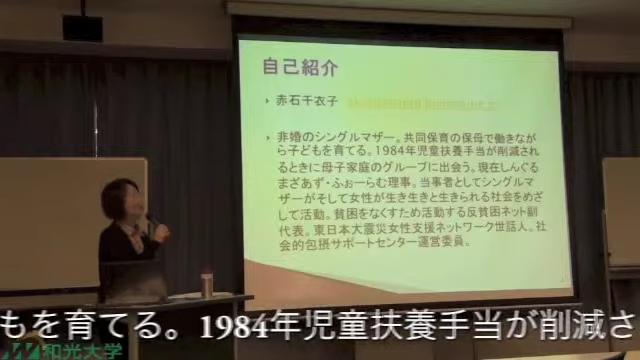 自己紹介
赤石千衣子
非婚のシングルマザー。共同保育の保母で働きなが
ら子どもを育てる。1984年児童扶養手当が削減され
るときに母子家庭のグループに出会う。現在しんぐる
まざあず・ふぉーらむ理事。当事者としてシングルマ
ザーがそして女性が生き生きと生きられる社会をめざ
して活動。貧困をなくすため活動する反貧困ネット副
代表。東日本大震災女性支援ネットワーク世話人。社
会的包摂サポートセンター運営委員。
もを育てる。1984年児童扶養手当が削減さ
和光大学